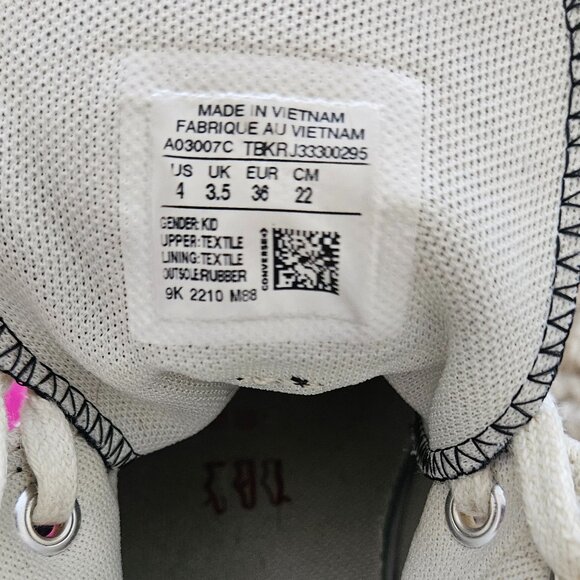 MADE IN VIETNAM
FABRIQUE AU VIETNAM
A03007C TBKRJ33300295
US UK EUR CM
4 3.5 36 22
GENDER: KID
UPPER: TEXTILE
LINING: TEXTILE
OUTSOLE: RUBBER
CONVERSE
9K 2210 M88